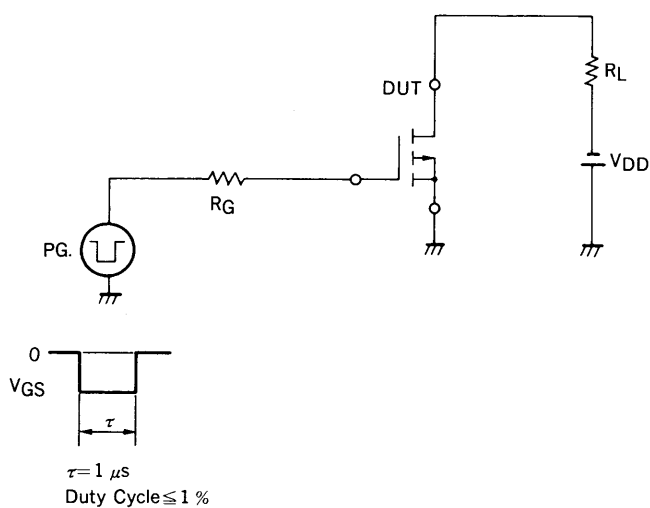 DUT
RL
VDD
RG
PG.
0
VGS
τ
τ=1 μs
Duty Cycle≦1 %